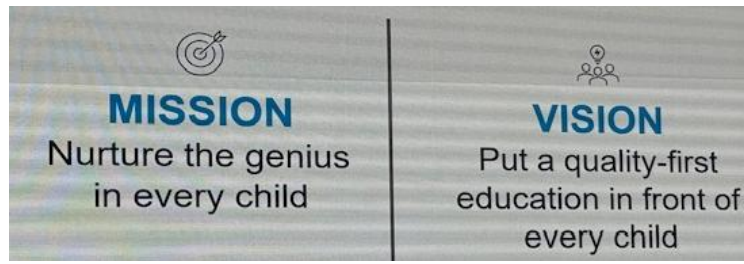 MISSION
Nurture the genius
in every child
VISION
Put a quality-first
education in front of
every child